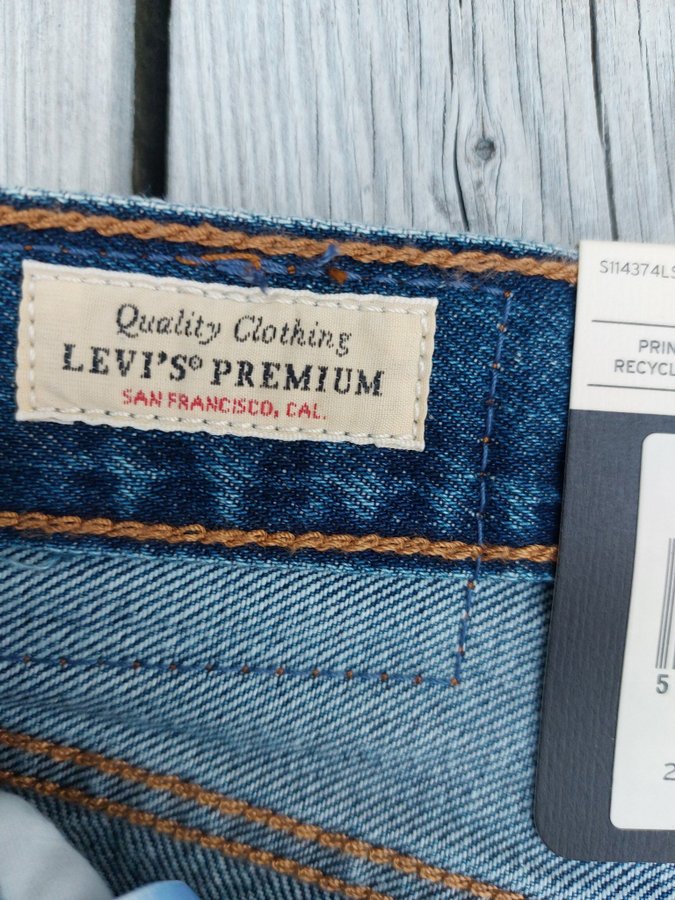 Quality Clothing
LEVI'S® PREMIUM
SAN FRANCISCO, CAL.
S114374LS
PRIN
RECYCL
5
2